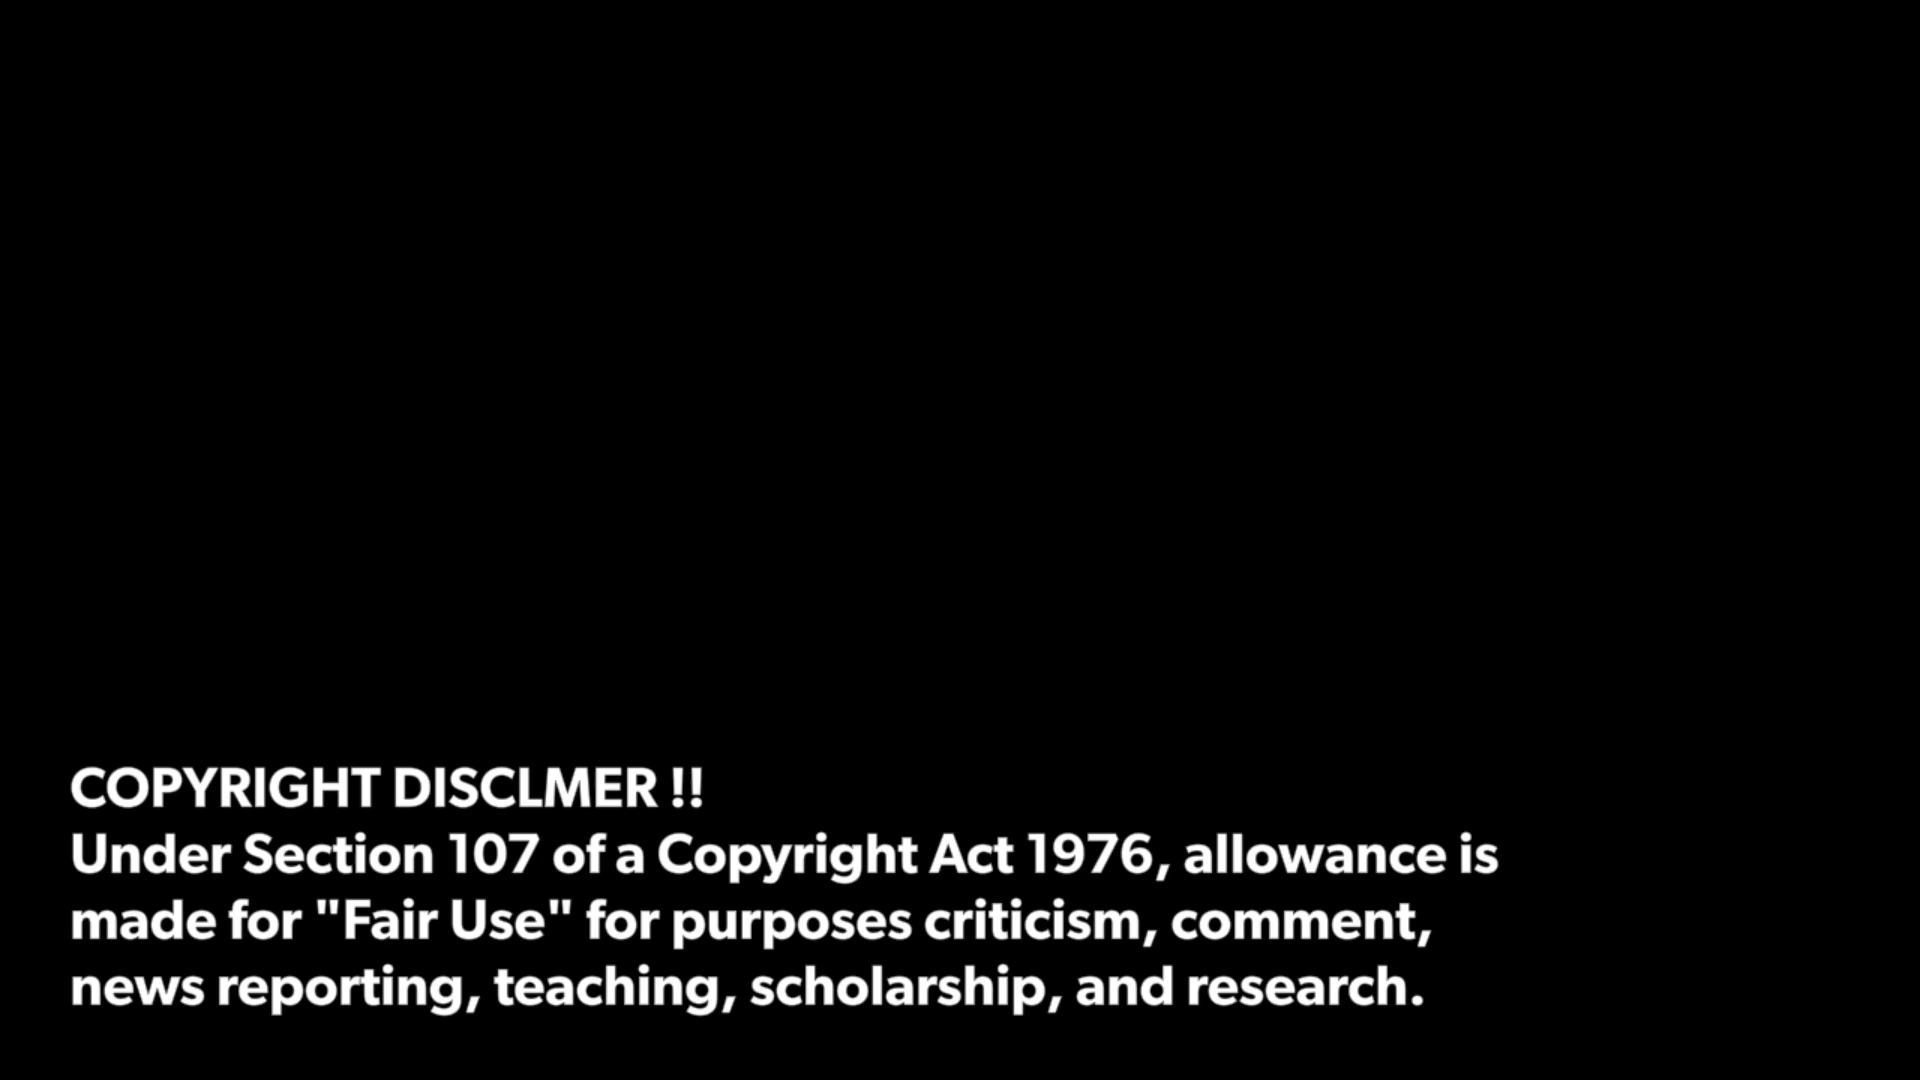 COPYRIGHT DISCLMER !!
Under Section 107 of a Copyright Act 1976, allowance is
made for "Fair Use" for purposes criticism, comment,
news reporting, teaching, scholarship, and research.